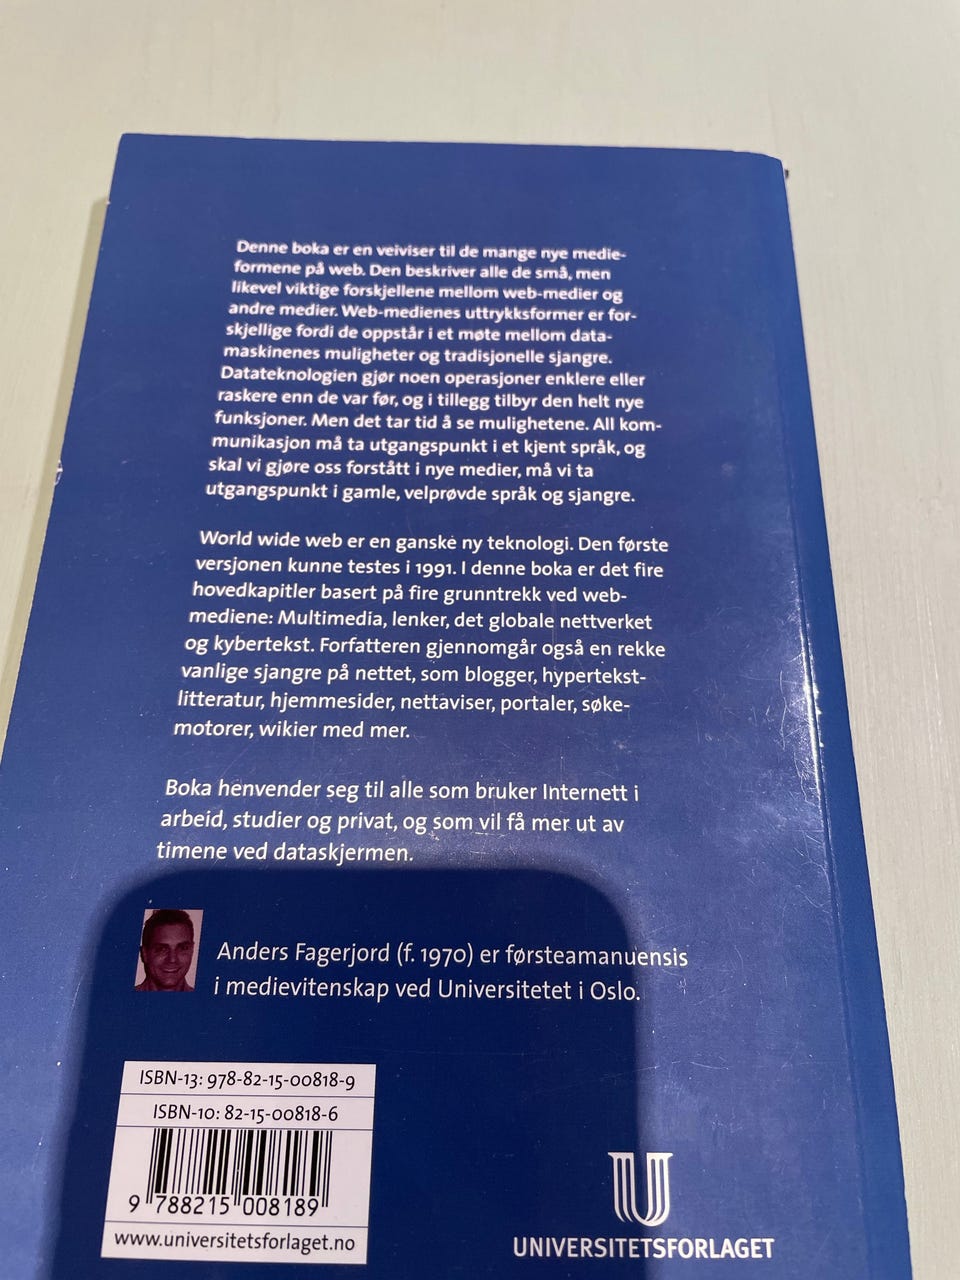 Denne boka er en veiviser til de mange nye medie-
formene på web. Den beskriver alle de små, men
likevel viktige forskjellene mellom web-medier og
andre medier. Web-medienes uttrykksformer er for-
skjellige fordi de oppstår i et møte mellom data-
maskinenes muligheter og tradisjonelle sjangre.
Datateknologien gjør noen operasjoner enklere eller
raskere enn de var før, og i tillegg tilbyr den helt nye
funksjoner. Men det tar tid å se mulighetene. All kom-
munikasjon må ta utgangspunkt i et kjent språk, og
skal vi gjøre oss forstått i nye medier, må vi ta
utgangspunkt i gamle, velprøvde språk og sjangre.
World wide web er en ganske ny teknologi. Den første
versjonen kunne testes i 1991. I denne boka er det fire
hovedkapitler basert på fire grunntrekk ved web-
mediene: Multimedia, lenker, det globale nettverket
og kybertekst. Forfatteren gjennomgår også en rekke
vanlige sjangre på nettet, som blogger, hypertekst-
litteratur, hjemmesider, nettaviser, portaler, søke-
motorer, wikier med mer.
Boka henvender seg til alle som bruker Internett i
arbeid, studier og privat, og som vil få mer ut av
timene ved dataskjermen.
Anders Fagerjord (f. 1970) er førsteamanuensis
i medievitenskap ved Universitetet i Oslo.
ISBN-13: 978-82-15-00818-9
ISBN-10: 82-15-00818-6
9 788215 008189
www.universitetsforlaget.no
UNIVERSITETSFORLAGET